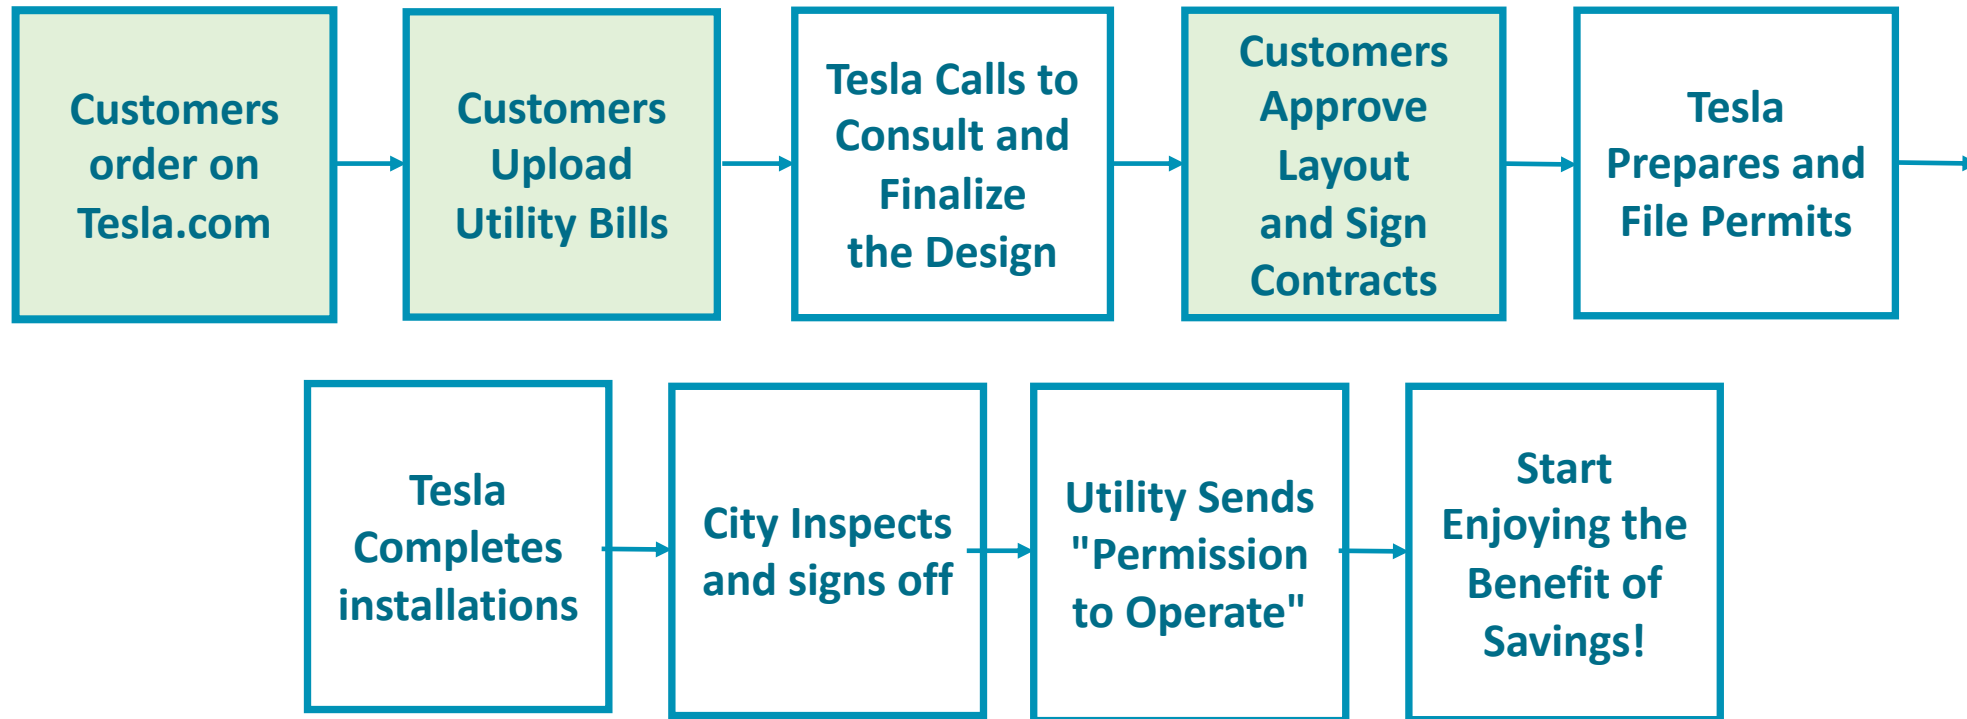 Customers
order on
Tesla.com
Customers
Upload
Utility Bills
Tesla Calls to
Consult and
Finalize
the Design
Customers
Approve
Layout
and Sign
Contracts
Tesla
Prepares and
File Permits
Tesla
Completes
installations
City Inspects
and signs off
Utility Sends
"Permission
to Operate"
Start
Enjoying the
Benefit of
Savings!